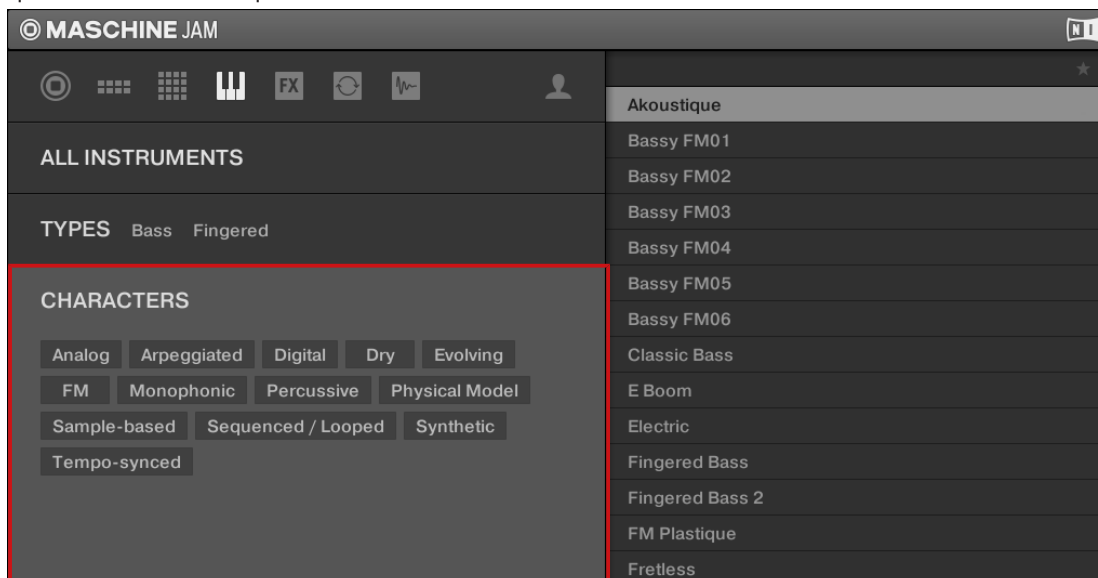 MASCHINE JAM
NI
FX
ALL INSTRUMENTS
TYPES Bass Fingered
CHARACTERS
Analog Arpeggiated Digital Dry Evolving
FM Monophonic Percussive Physical Model
Sample-based Sequenced / Looped Synthetic
Tempo-synced
Akoustique
Bassy FM01
Bassy FM02
Bassy FM03
Bassy FM04
Bassy FM05
Bassy FM06
Classic Bass
E Boom
Electric
Fingered Bass
Fingered Bass 2
FM Plastique
Fretless